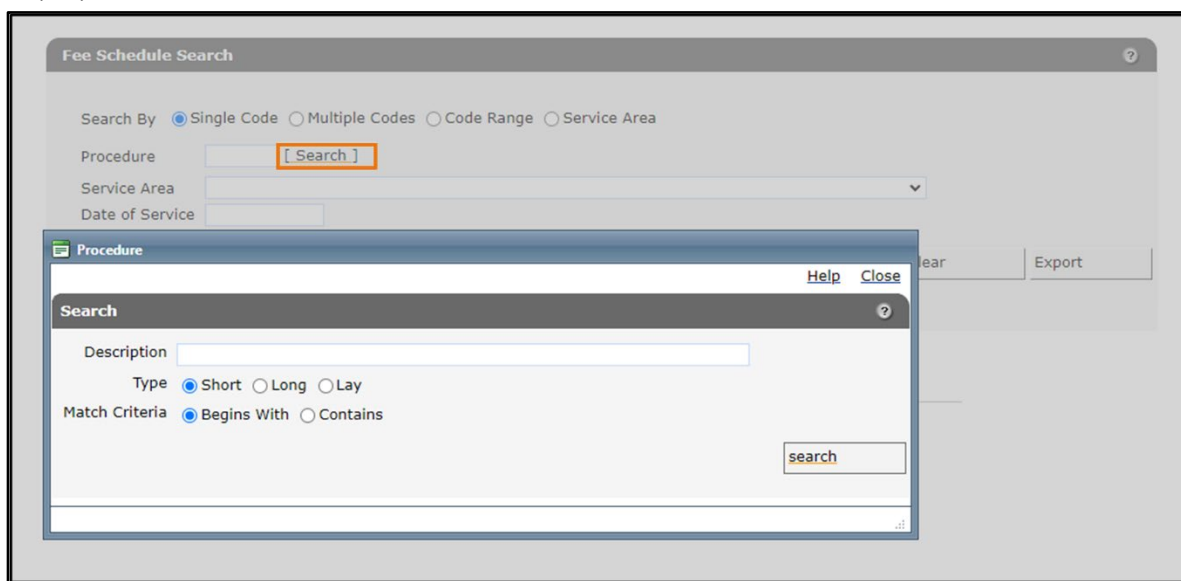 Fee Schedule Search ?
Search By Single Code Multiple Codes Code Range Service Area
Procedure [ Search ]
Service Area
Date of Service
Procedure
lear Export
Help Close
Search ?
Description
Type Short Long Lay
Match Criteria Begins With Contains
search